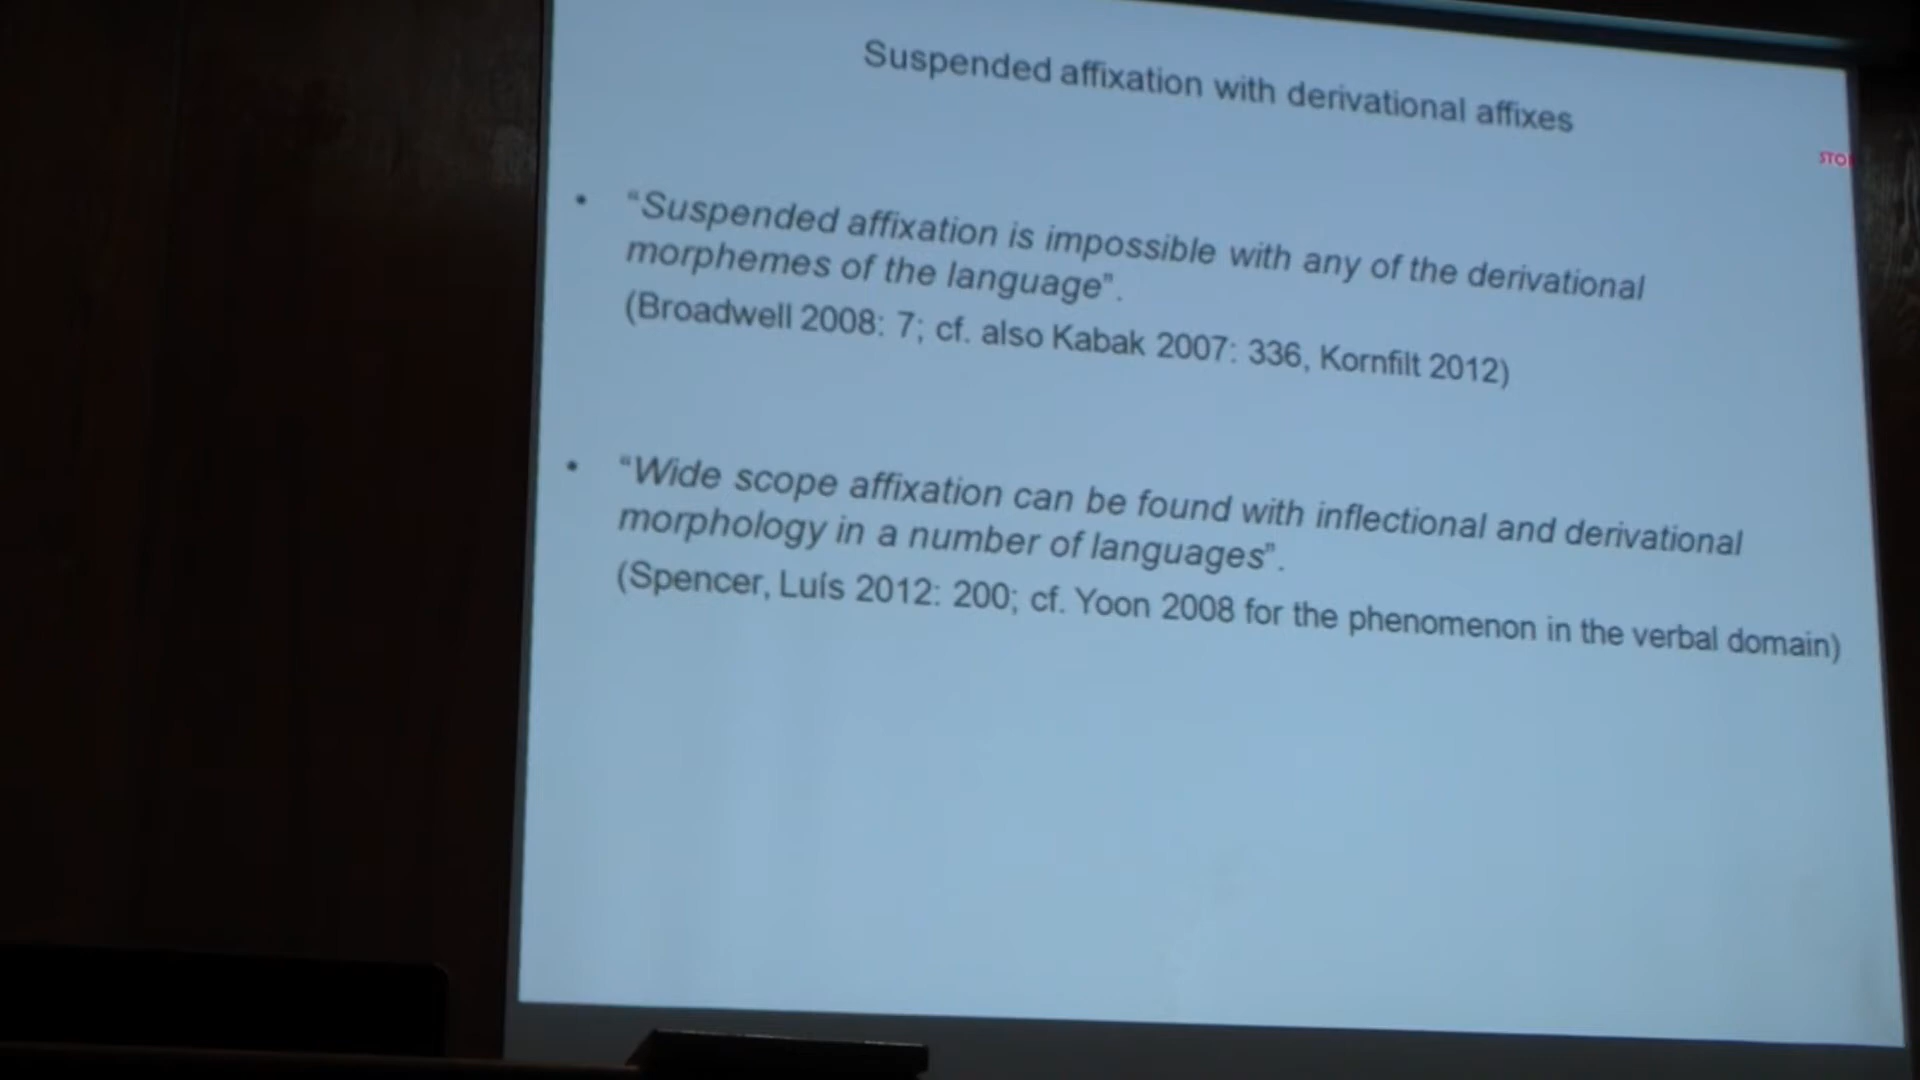 Suspended affixation with derivational affixes
• “Suspended affixation is impossible with any of the derivational
morphemes of the language”.
(Broadwell 2008: 7; cf. also Kabak 2007: 336, Kornfilt 2012)
• “Wide scope affixation can be found with inflectional and derivational
morphology in a number of languages”.
(Spencer, Luís 2012: 200; cf. Yoon 2008 for the phenomenon in the verbal domain)